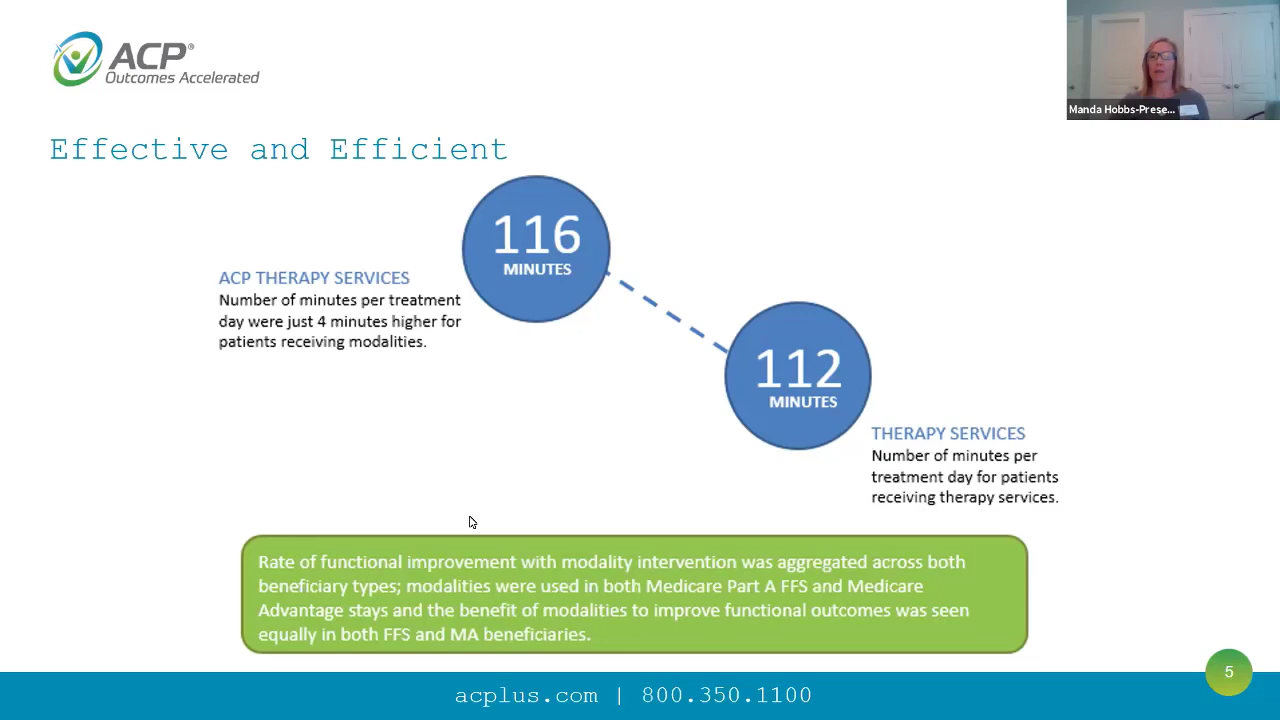 ACP®
Outcomes Accelerated
Manda Hobbs-Prese...
Effective and Efficient
116
MINUTES
ACP THERAPY SERVICES
Number of minutes per treatment
day were just 4 minutes higher for
patients receiving modalities.
112
MINUTES
THERAPY SERVICES
Number of minutes per
treatment day for patients
receiving therapy services.
Rate of functional improvement with modality intervention was aggregated across both
beneficiary types; modalities were used in both Medicare Part A FFS and Medicare
Advantage stays and the benefit of modalities to improve functional outcomes was seen
equally in both FFS and MA beneficiaries.
5
acplus.com | 800.350.1100